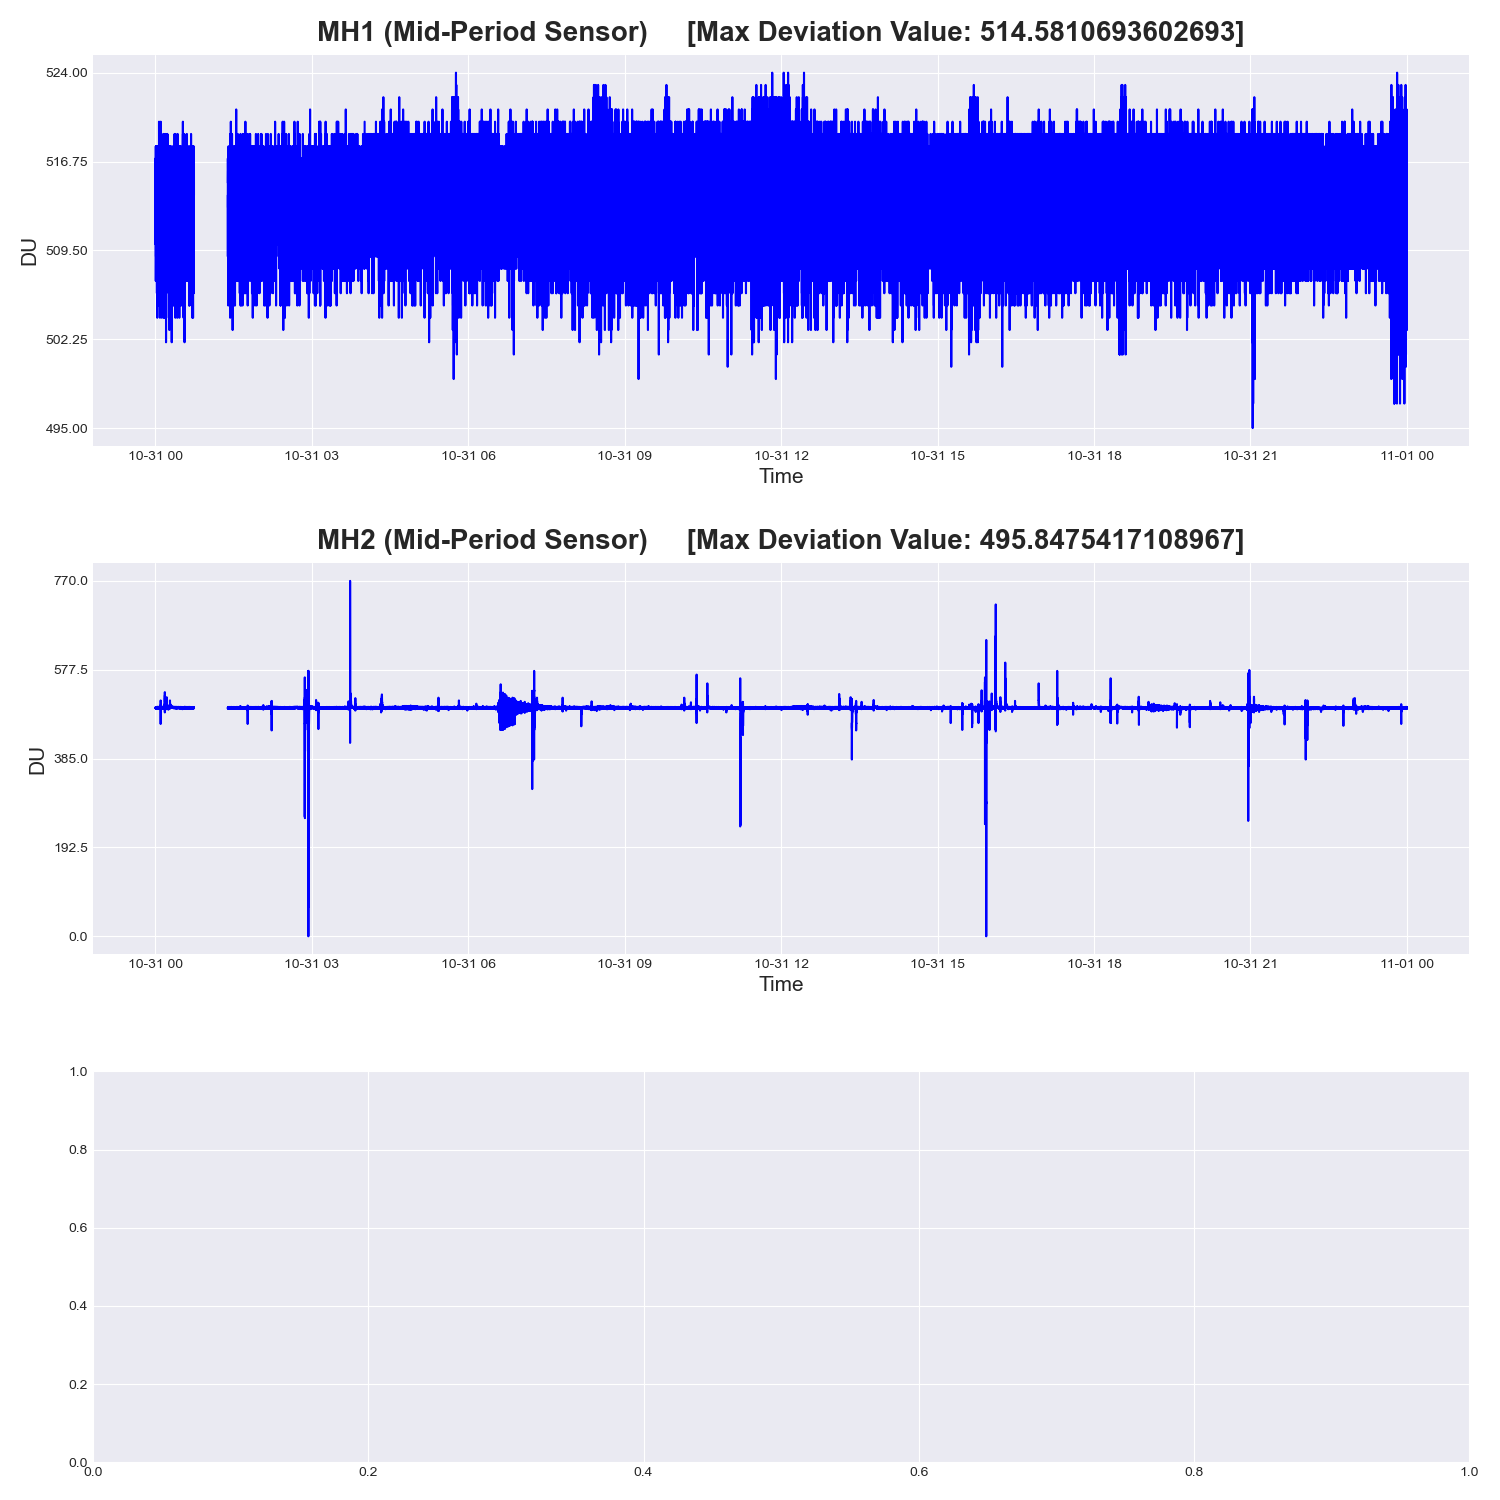 MH1 (Mid-Period Sensor) [Max Deviation Value: 514.5810693602693]
524.00
516.75
509.50
502.25
495.00
DU
10-31 00 10-31 03 10-31 06 10-31 09 10-31 12 10-31 15 10-31 18 10-31 21 11-01 00
Time
MH2 (Mid-Period Sensor) [Max Deviation Value: 495.8475417108967]
770.0
577.5
385.0
192.5
0.0
DU
10-31 00 10-31 03 10-31 06 10-31 09 10-31 12 10-31 15 10-31 18 10-31 21 11-01 00
Time
1.0
0.8
0.6
0.4
0.2
0.0
0.0 0.2 0.4 0.6 0.8 1.0